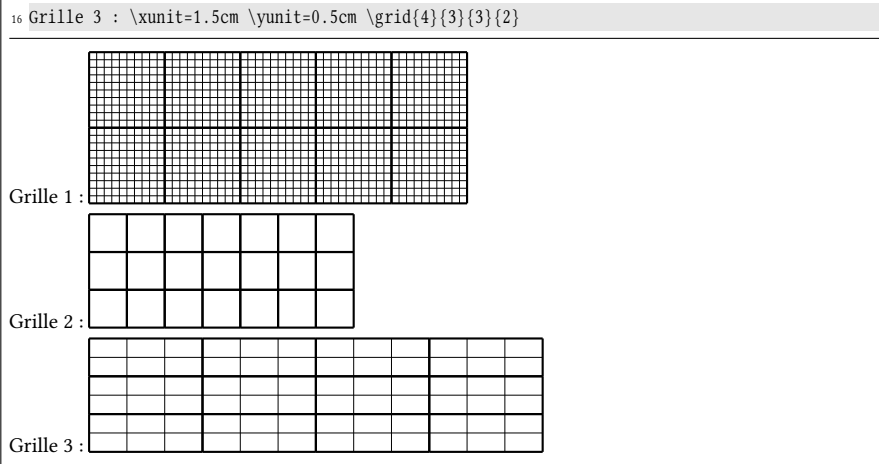 16 Grille 3 : \xunit=1.5cm \yunit=0.5cm \grid{4}{3}{3}{2}
Grille 1 :
Grille 2 :
Grille 3 :